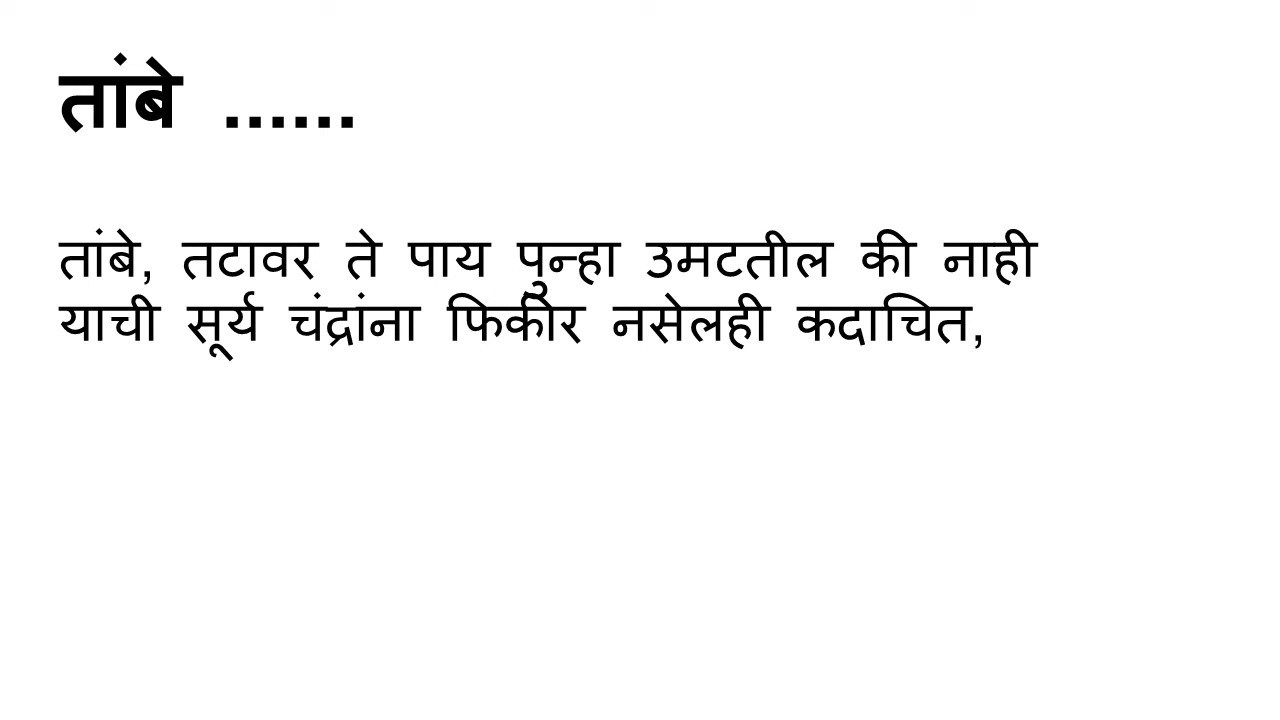 तांबे ......
तांबे, तटावर ते पाय पुन्हा उमटतील की नाही
याची सूर्य चंद्रांना फिकीर नसेलही कदाचित,